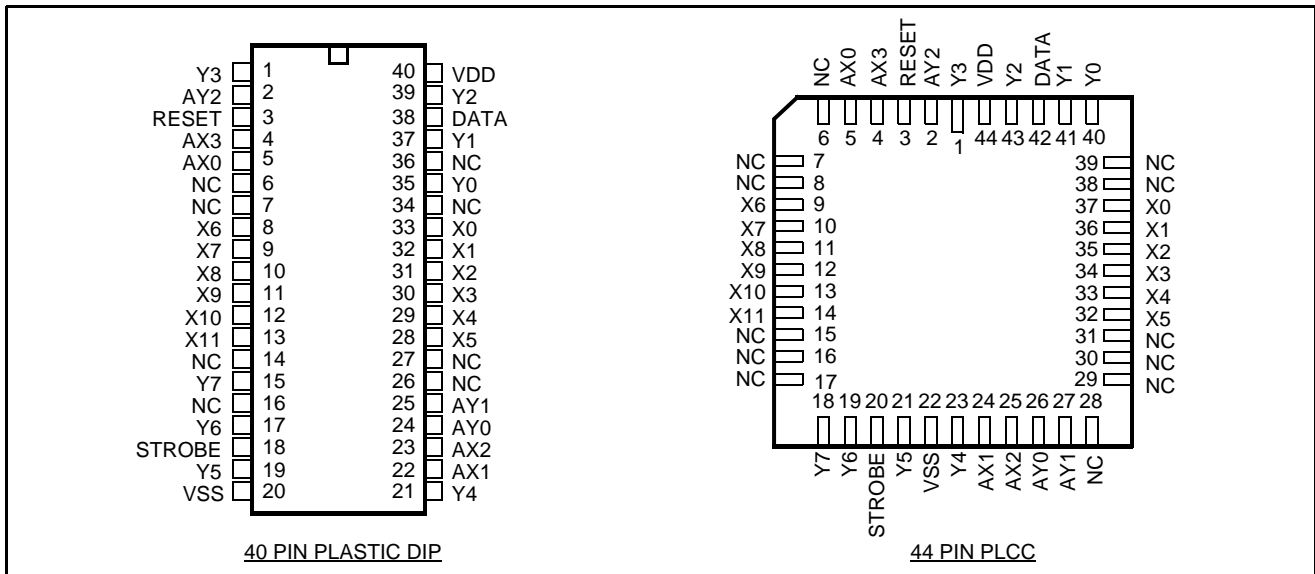 Y3 1 40 VDD
AY2 2 39 Y2
RESET 3 38 DATA
AX3 4 37 Y1
AX0 5 36 NC
NC 6 35 Y0
NC 7 34 NC
X6 8 33 X0
X7 9 32 X1
X8 10 31 X2
X9 11 30 X3
X10 12 29 X4
X11 13 28 X5
NC 14 27 NC
Y7 15 26 NC
NC 16 25 AY1
Y6 17 24 AY0
STROBE 18 23 AX2
Y5 19 22 AX1
VSS 20 21 Y4
40 PIN PLASTIC DIP
NC AX0 AX3 RESET AY2 Y3 VDD Y2 DATA Y1 Y0
6 5 4 3 2 1 44 43 42 41 40
NC 7 39 NC
NC 8 38 NC
X6 9 37 X0
X7 10 36 X1
X8 11 35 X2
X9 12 34 X3
X10 13 33 X4
X11 14 32 X5
NC 15 31 NC
NC 16 30 NC
NC 17 29 NC
18 19 20 21 22 23 24 25 26 27 28
Y7 Y6 STROBE Y5 VSS Y4 AX1 AX2 AY0 AY1 NC
44 PIN PLCC